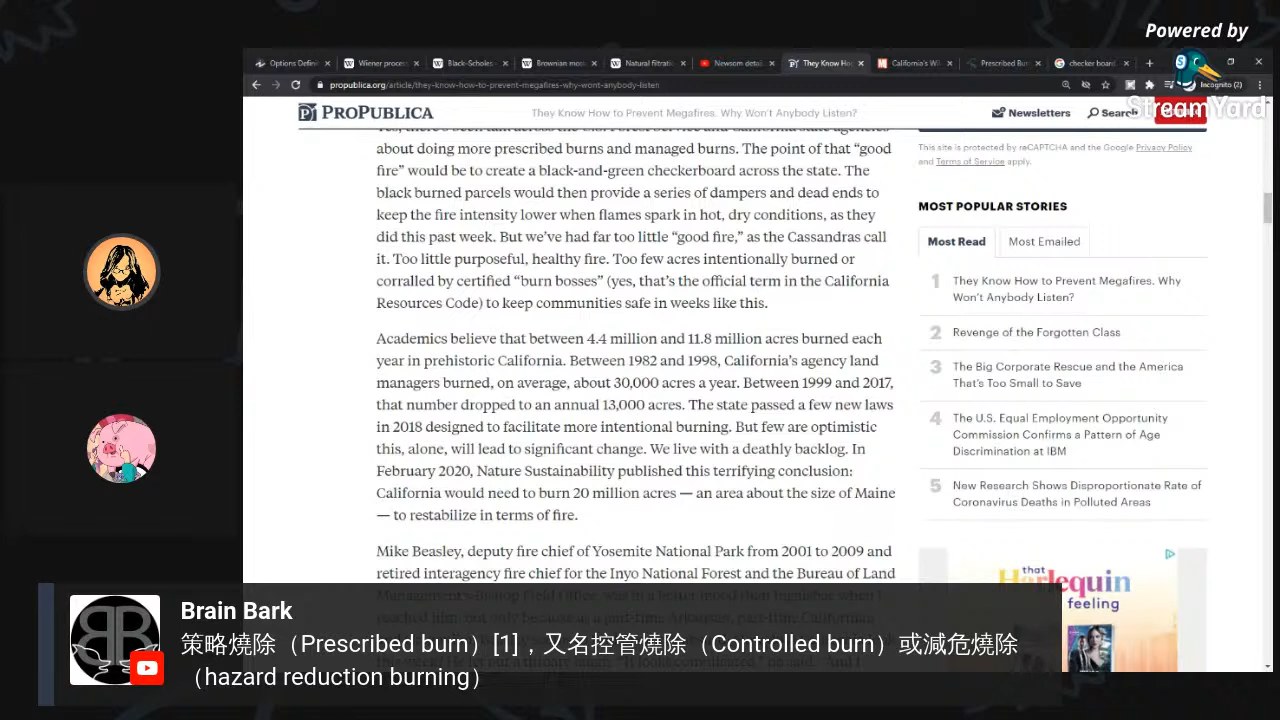 Powered by
StreamYard
Options Defini
Wiener proces
Black-Scholes
Brownian mo
Natural filtrati
Newsom detai
They Know Ho
California's W
Prescribed Bu
checker board
propublica.org/article/they-know-how-to-prevent-megafires-why-wont-anybody-listen
Incognito (2)
PROPUBLICA
They Know How to Prevent Megafires. Why Won't Anybody Listen?
Newsletters
Search
Yes, there's been talk across the U.S. Forest Service and California state agencies
about doing more prescribed burns and managed burns. The point of that “good
fire” would be to create a black-and-green checkerboard across the state. The
black burned parcels would then provide a series of dampers and dead ends to
keep the fire intensity lower when flames spark in hot, dry conditions, as they
did this past week. But we've had far too little “good fire,” as the Cassandras call
it. Too little purposeful, healthy fire. Too few acres intentionally burned or
corralled by certified “burn bosses” (yes, that's the official term in the California
Resources Code) to keep communities safe in weeks like this.
Academics believe that between 4.4 million and 11.8 million acres burned each
year in prehistoric California. Between 1982 and 1998, California's agency land
managers burned, on average, about 30,000 acres a year. Between 1999 and 2017,
that number dropped to an annual 13,000 acres. The state passed a few new laws
in 2018 designed to facilitate more intentional burning. But few are optimistic
this, alone, will lead to significant change. We live with a deathly backlog. In
February 2020, Nature Sustainability published this terrifying conclusion:
California would need to burn 20 million acres — an area about the size of Maine
— to restabilize in terms of fire.
Mike Beasley, deputy fire chief of Yosemite National Park from 2001 to 2009 and
retired interagency fire chief for the Inyo National Forest and the Bureau of Land
This site is protected by reCAPTCHA and the Google Privacy Policy
and Terms of Service apply.
MOST POPULAR STORIES
Most Read
Most Emailed
1 They Know How to Prevent Megafires. Why
Won't Anybody Listen?
2 Revenge of the Forgotten Class
3 The Big Corporate Rescue and the America
That's Too Small to Save
4 The U.S. Equal Employment Opportunity
Commission Confirms a Pattern of Age
Discrimination at IBM
5 New Research Shows Disproportionate Rate of
Coronavirus Deaths in Polluted Areas
that
Harlequin
feeling
Brain Bark
策略燒除（Prescribed burn）[1]，又名控管燒除（Controlled burn）或減危燒除
（hazard reduction burning）